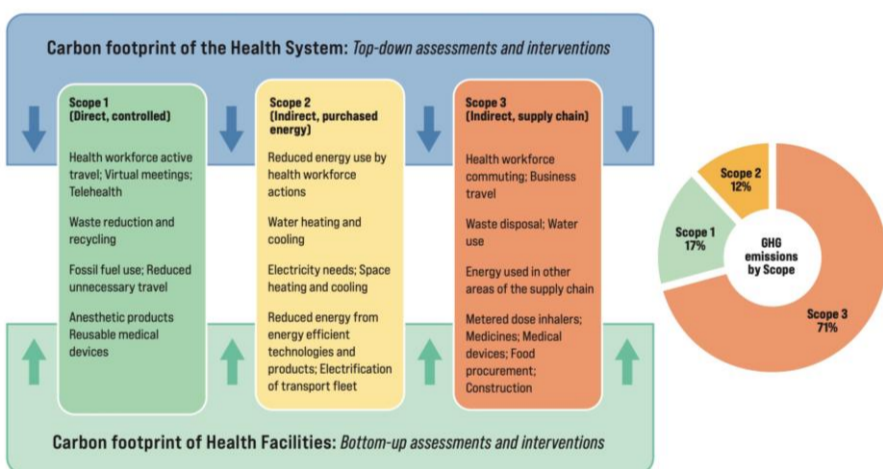 Carbon footprint of the Health System: Top-down assessments and interventions
Scope 1
(Direct, controlled)
Health workforce active
travel; Virtual meetings;
Telehealth
Waste reduction and
recycling
Fossil fuel use; Reduced
unnecessary travel
Anesthetic products
Reusable medical
devices
Scope 2
(Indirect, purchased
energy)
Reduced energy use by
health workforce
actions
Water heating and
cooling
Electricity needs; Space
heating and cooling
Reduced energy from
energy efficient
technologies and
products; Electrification
of transport fleet
Scope 3
(Indirect, supply chain)
Health workforce
commuting; Business
travel
Waste disposal; Water
use
Energy used in other
areas of the supply chain
Metered dose inhalers;
Medicines; Medical
devices; Food
procurement;
Construction
Carbon footprint of Health Facilities: Bottom-up assessments and interventions
Scope 2
12%
Scope 1
17%
GHG
emissions
by Scope
Scope 3
71%